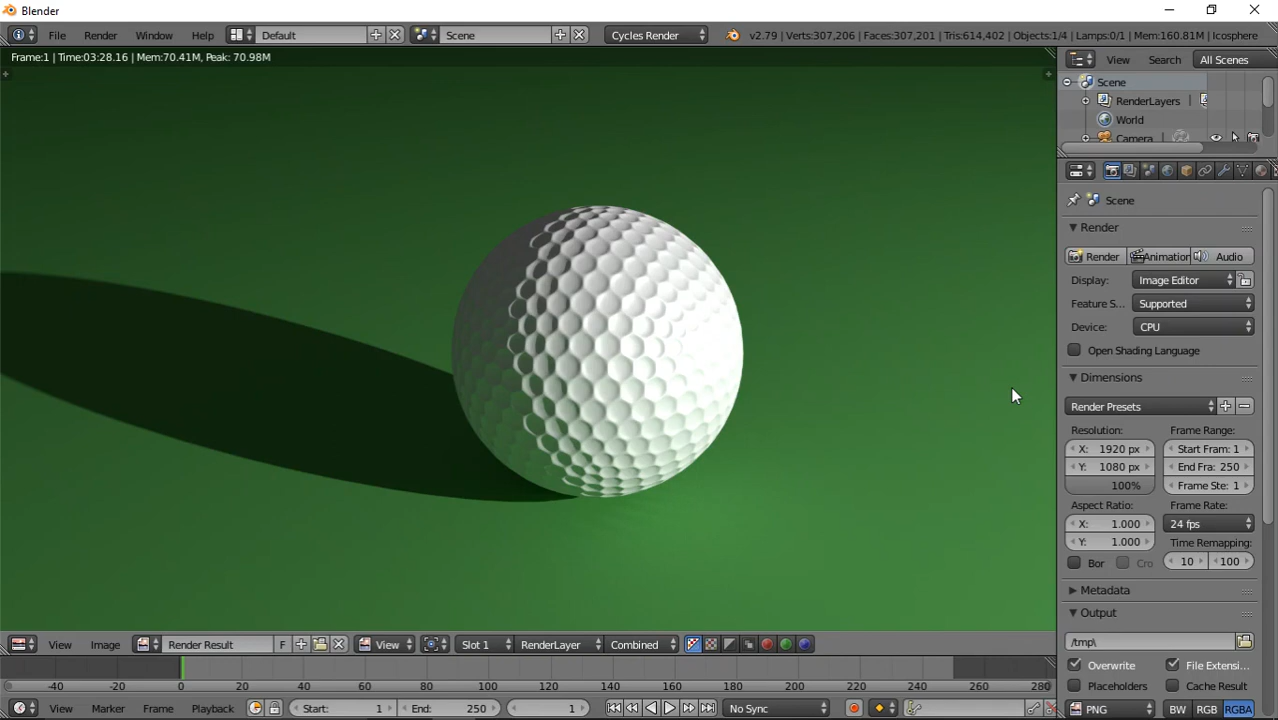 Blender
File Render Window Help Default Scene Cycles Render v2.79 | Verts:307,206 | Faces:307,201 | Tris:614,402 | Objects:1/4 | Lamps:0/1 | Mem:160.81M | Icosphere
Frame:1 | Time:03:28.16 | Mem:70.41M, Peak: 70.98M
View Search All Scenes
Scene
RenderLayers
World
Camera
Scene
Render
Render Animation Audio
Display: Image Editor
Feature S... Supported
Device: CPU
Open Shading Language
Dimensions
Render Presets
Resolution: Frame Range:
X: 1920 px Start Fram: 1
Y: 1080 px End Fra: 250
100% Frame Ste: 1
Aspect Ratio: Frame Rate:
X: 1.000 24 fps
Y: 1.000 Time Remapping:
Bor Cro 10 100
Metadata
Output
/tmp\
Overwrite File Extensi...
Placeholders Cache Result
PNG BW RGB RGBA
View Image Render Result F View Slot 1 RenderLayer Combined
-40 -20 0 20 40 60 80 100 120 140 160 180 200 220 240 260 280
View Marker Frame Playback Start: 1 End: 250 1 No Sync